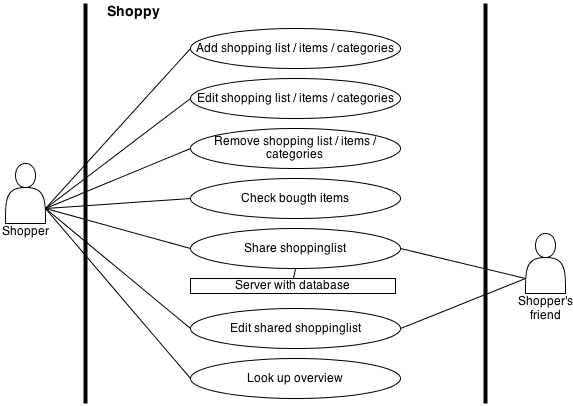 Shoppy
Add shopping list / items / categories
Edit shopping list / items / categories
Remove shopping list / items /
categories
Check bougth items
Shopper
Share shoppinglist
Server with database
Shopper's
friend
Edit shared shoppinglist
Look up overview